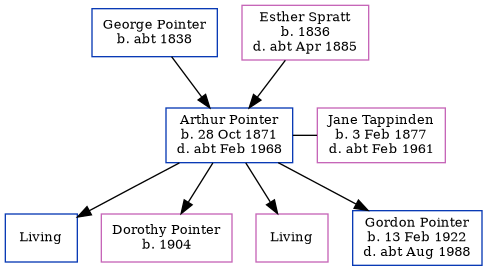 George Pointer
b. abt 1838
Esther Spratt
b. 1836
d. abt Apr 1885
Arthur Pointer
b. 28 Oct 1871
d. abt Feb 1968
Jane Tappinden
b. 3 Feb 1877
d. abt Feb 1961
Living
Dorothy Pointer
b. 1904
Living
Gordon Pointer
b. 13 Feb 1922
d. abt Aug 1988